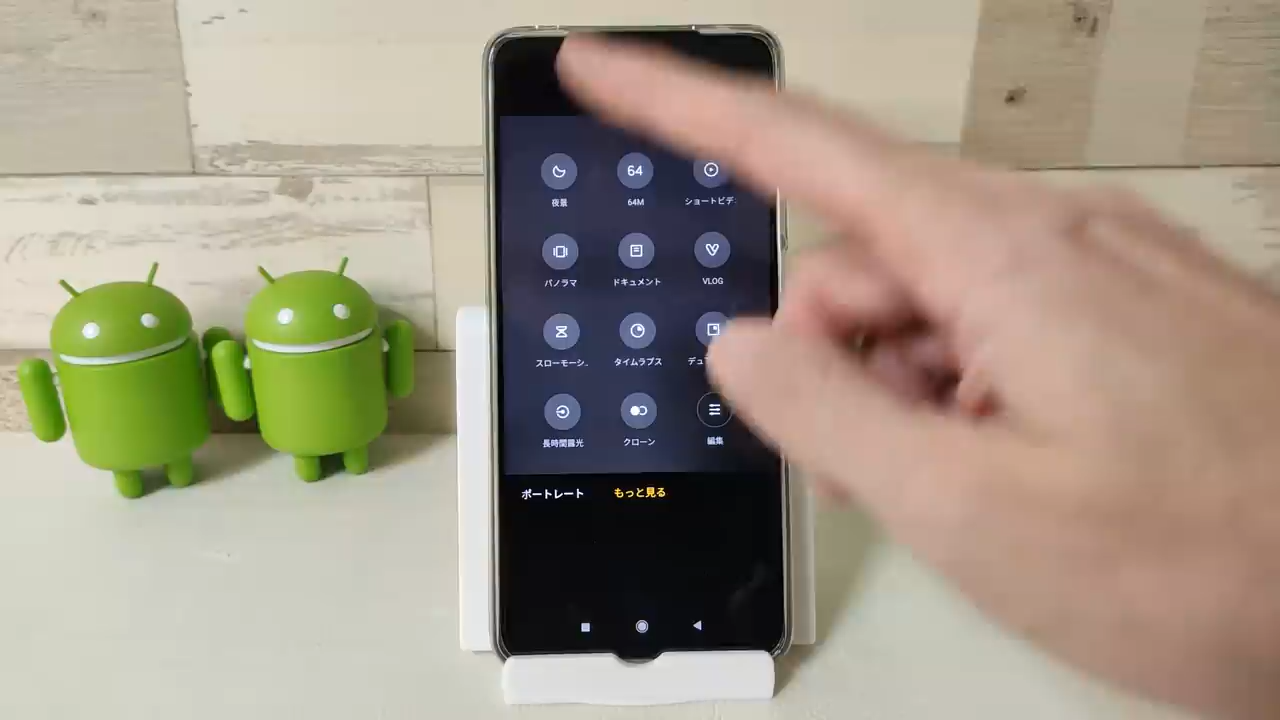 64
夜景
64M
ショートビデ
パノラマ
ドキュメント
VLOG
スローモーシ..
タイムラプス
デュ
長時間露光
クローン
編集
ポートレート
もっと見る